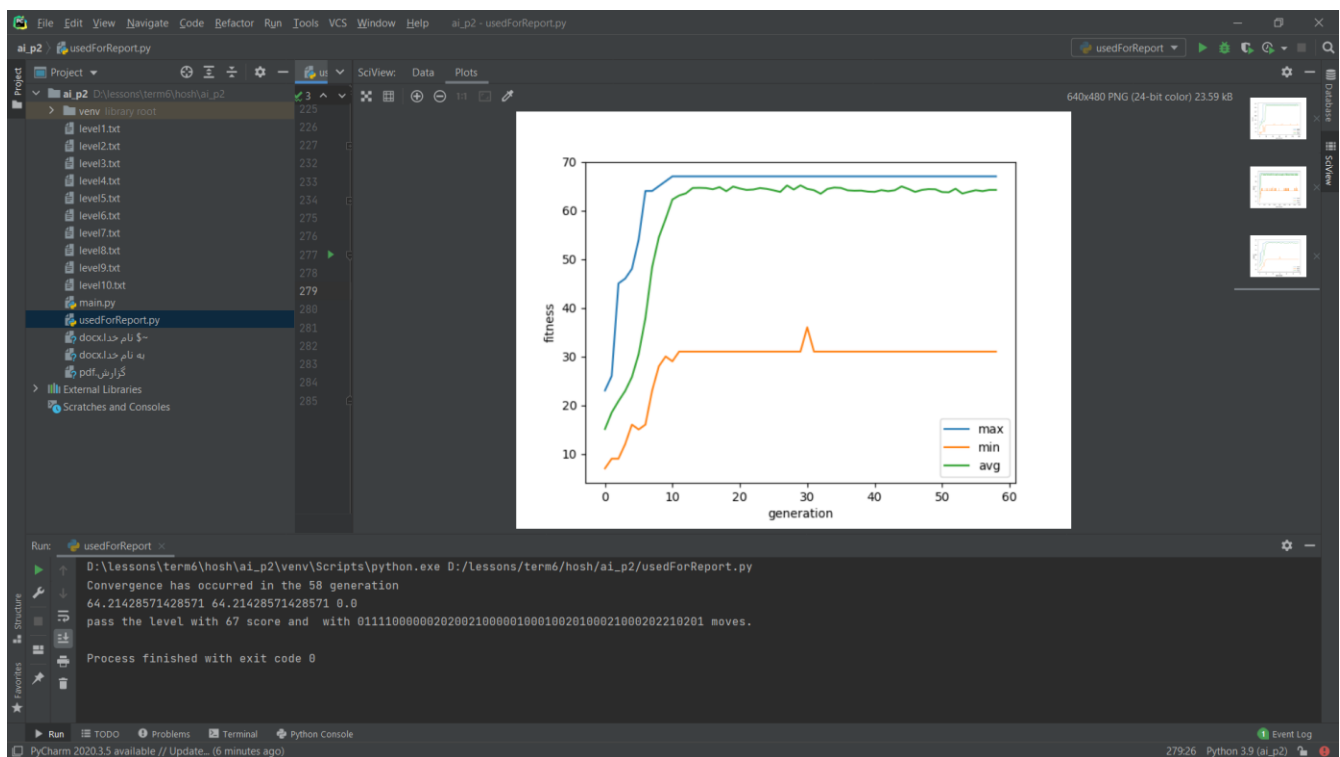 File Edit View Navigate Code Refactor Run Tools VCS Window Help ai_p2 - usedForReport.py
ai_p2 usedForReport.py usedForReport
Project SciView: Data Plots
ai_p2 D:\lessons\term6\hosh\ai_p2
venv library root
level1.txt
level2.txt
level3.txt
level4.txt
level5.txt
level6.txt
level7.txt
level8.txt
level9.txt
level10.txt
main.py
usedForReport.py
~$ نام خدا.docx
به نام خدا.docx
گزارش.pdf
External Libraries
Scratches and Consoles
3
225
226
227
232
233
234
275
276
277
278
279
280
281
282
283
284
285
640x480 PNG (24-bit color) 23.59 kB
70
60
50
40
30
20
10
fitness
0 10 20 30 40 50 60
generation
max
min
avg
Project
Structure
Favorites
Database
SciView
Run: usedForReport
D:\lessons\term6\hosh\ai_p2\venv\Scripts\python.exe D:/lessons/term6/hosh/ai_p2/usedForReport.py
Convergence has occurred in the 58 generation
64.21428571428571 64.21428571428571 0.0
pass the level with 67 score and with 01111000000202002100000100010020100021000202210201 moves.
Process finished with exit code 0
Run TODO Problems Terminal Python Console 1 Event Log
PyCharm 2020.3.5 available // Update... (6 minutes ago) 279:26 Python 3.9 (ai_p2)